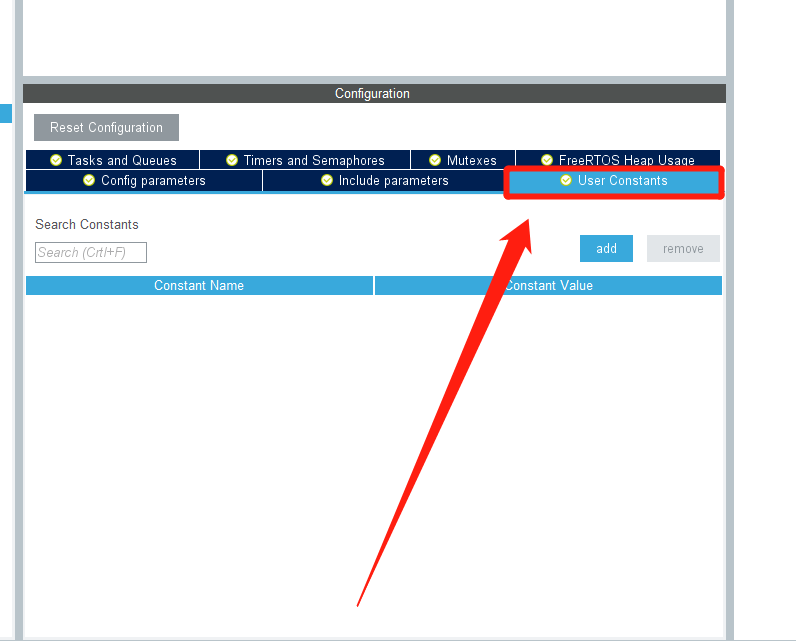 Configuration
Reset Configuration
Tasks and Queues Timers and Semaphores Mutexes FreeRTOS Heap Usage
Config parameters Include parameters User Constants
Search Constants
Search (CrtI+F)
add remove
Constant Name Constant Value